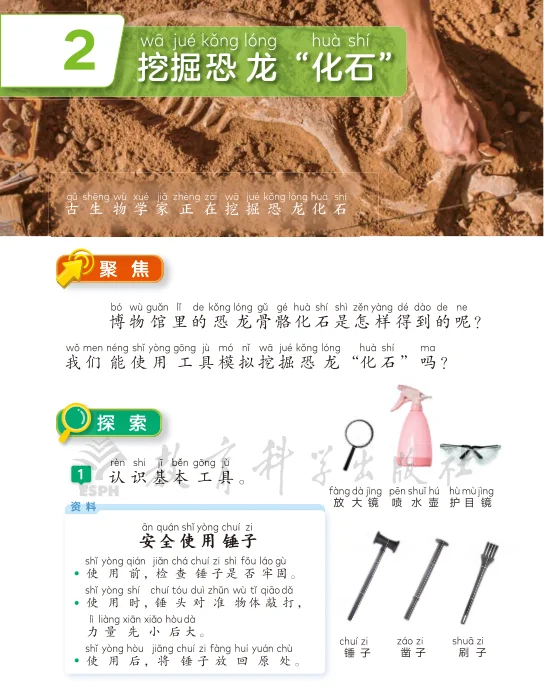 2
wā jué kǒng lóng huà shí
挖掘恐龙“化石”
gǔ shēng wù xué jiā zhèng zài wā jué kǒng lóng huà shí
古生物学家正在挖掘恐龙化石
聚焦
bó wù guǎn lǐ de kǒng lóng gǔ gé huà shí shì zěn yàng dé dào de ne
博物馆里的恐龙骨骼化石是怎样得到的呢？
wǒ men néng shǐ yòng gōng jù mó nǐ wā jué kǒng lóng huà shí ma
我们能使用工具模拟挖掘恐龙“化石”吗？
探索
教育科学出版社
ESPH
rèn shi jī běn gōng jù
1 认识基本工具。
fàng dà jìng pēn shuǐ hú hù mù jìng
放大镜 喷水壶 护目镜
资料
ān quán shǐ yòng chuí zi
安全使用锤子
shǐ yòng qián jiǎn chá chuí zi shì fǒu láo gù
• 使用前，检查锤子是否牢固。
shǐ yòng shí chuí tóu duì zhǔn wù tǐ qiāo dǎ
• 使用时，锤头对准物体敲打，
lì liàng xiān xiǎo hòu dà
力量先小后大。
shǐ yòng hòu jiāng chuí zi fàng huí yuán chù
• 使用后，将锤子放回原处。
chuí zi záo zi shuā zi
锤子 凿子 刷子